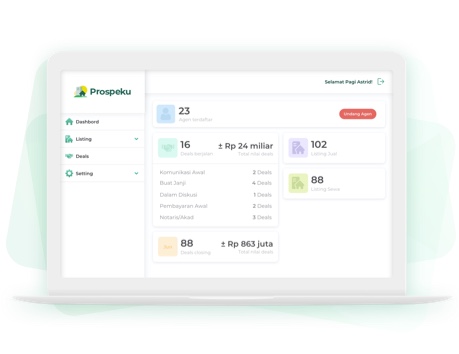 Selamat Pagi Astrid!
Prospeku
Dashbord
Listing
Deals
Setting
23
Agen terdaftar
Undang Agen
16
Deals berjalan
± Rp 24 miliar
Total nilai deals
Komunikasi Awal 2 Deals
Buat Janji 4 Deals
Dalam Diskusi 1 Deals
Pembayaran Awal 2 Deals
Notaris/Akad 3 Deals
102
Listing Jual
88
Listing Sewa
88
Deals closing
± Rp 863 juta
Total nilai deals